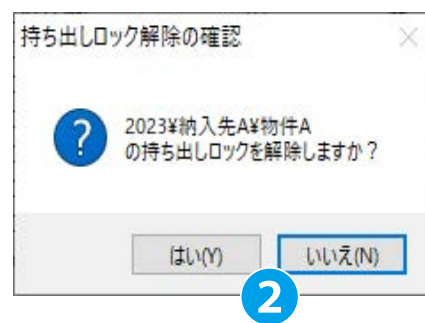 持ち出しロック解除の確認
?
2023¥納入先A¥物件A
の持ち出しロックを解除しますか？
はい(Y)
いいえ(N)
2